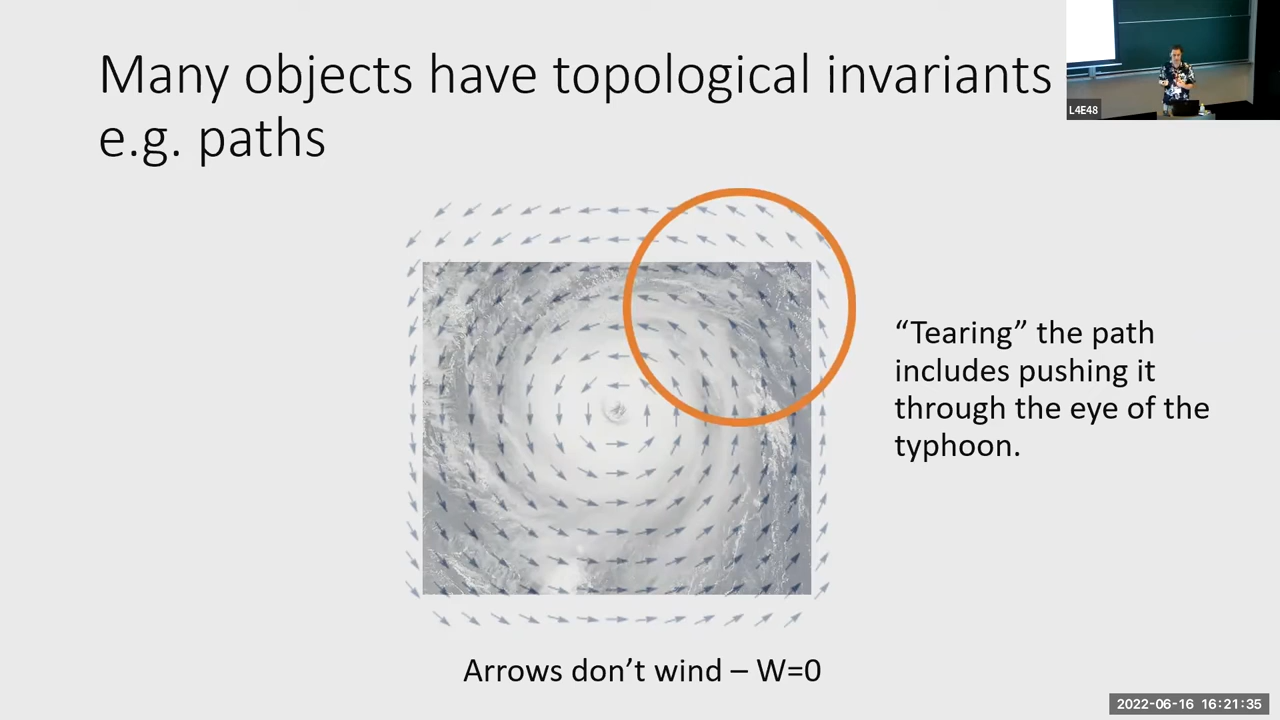 Many objects have topological invariants
e.g. paths
L4E48
“Tearing” the path
includes pushing it
through the eye of the
typhoon.
Arrows don’t wind – W=0
2022-06-16 16:21:35